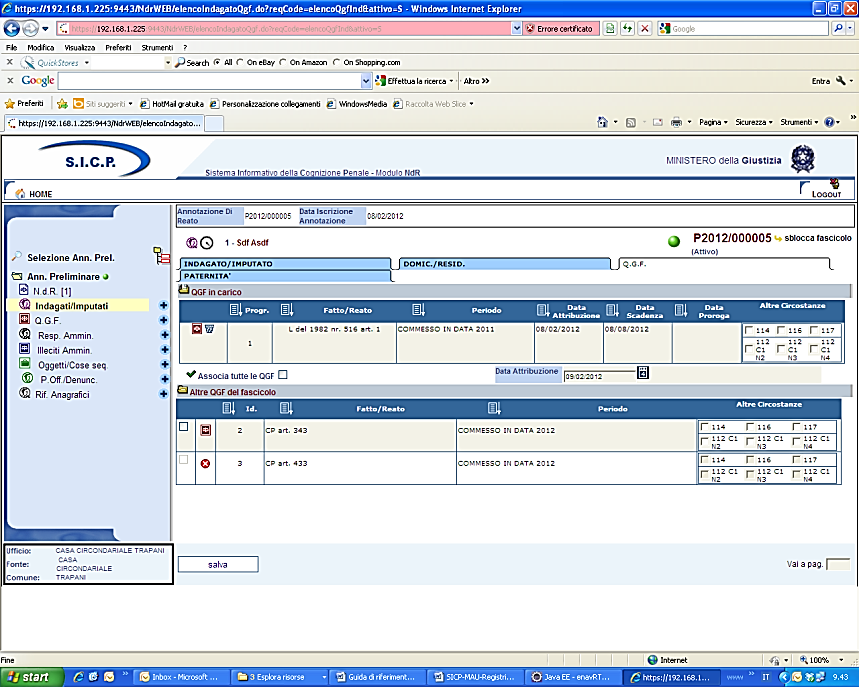 https://192.168.1.225:9443/NdrWEB/elencoIndagatoQgf.do?reqCode=elencoQgfInd&attivo=S - Windows Internet Explorer
https://192.168.1.225:9443/NdrWEB/elencoIndagatoQgf.do?reqCode=elencoQgfInd&attivo=S Errore certificato Google
File Modifica Visualizza Preferiti Strumenti ?
QuickStores Search All On eBay On Amazon On Shopping.com
Google Effettua la ricerca Altro >> Entra
Preferiti Siti suggeriti HotMail gratuita Personalizzazione collegamenti WindowsMedia Raccolta Web Slice
https://192.168.1.225:9443/NdrWEB/elencoIndagato... Pagina Sicurezza Strumenti
S.I.C.P. MINISTERO della Giustizia
Sistema Informativo della Cognizione Penale - Modulo NdR
HOME LOGOUT
Annotazione Di Reato P2012/000005 Data Iscrizione Annotazione 08/02/2012
1 - Sdf Asdf P2012/000005 sblocca fascicolo
(Attivo)
Selezione Ann. Prel.
Ann. Preliminare
N.d.R. [1]
Indagati/Imputati
Q.G.F.
Resp. Ammin.
Illeciti Ammin.
Oggetti/Cose seq.
P.Off./Denunc.
Rif. Anagrafici
INDAGATO/IMPUTATO DOMIC./RESID. Q.G.F.
PATERNITA'
QGF in carico
Progr. Fatto/Reato Periodo Data Attribuzione Data Scadenza Data Proroga Altre Circostanze
1 L del 1982 nr. 516 art. 1 COMMESSO IN DATA 2011 08/02/2012 08/08/2012 114 116 117
112 C1 N2 112 C1 N3 112 C1 N4
Associa tutte le QGF Data Attribuzione 09/02/2012
Altre QGF del fascicolo
Id. Fatto/Reato Periodo Altre Circostanze
2 CP art. 343 COMMESSO IN DATA 2012 114 116 117
112 C1 N2 112 C1 N3 112 C1 N4
3 CP art. 433 COMMESSO IN DATA 2012 114 116 117
112 C1 N2 112 C1 N3 112 C1 N4
Ufficio: CASA CIRCONDARIALE TRAPANI
Fonte: CASA CIRCONDARIALE
Comune: TRAPANI
salva Vai a pag.
Fine Internet 100%
start Inbox - Microsoft ... 3 Esplora risorse Guida di riferiment... SICP-MAU-Registri... Java EE - enavRT... https://192.168.1... www IT 9.43